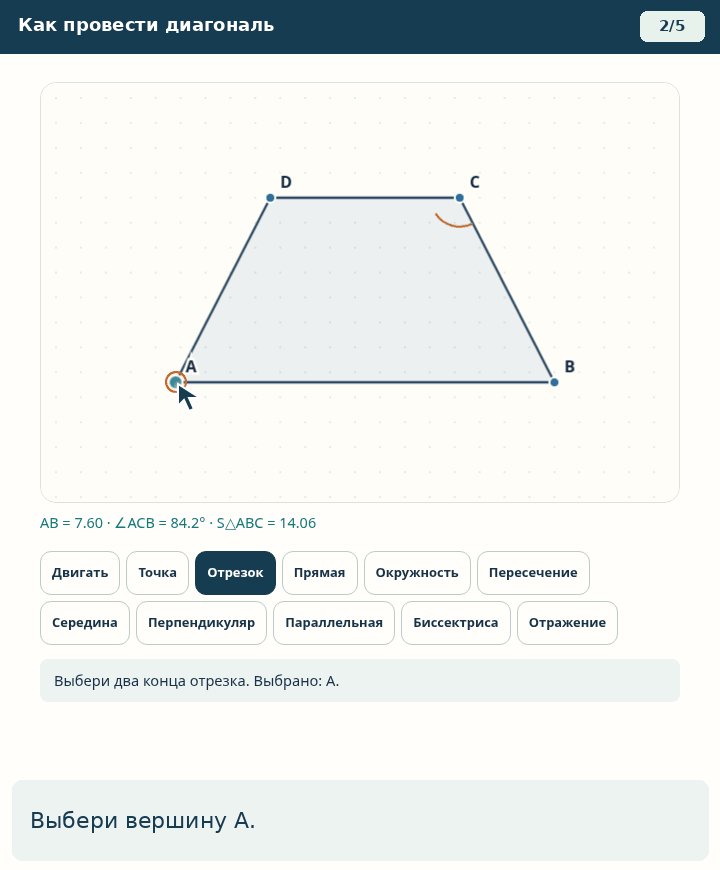 Как провести диагональ
2/5
D
C
A
B
AB = 7.60 · ∠ACB = 84.2° · S△ABC = 14.06
Двигать Точка Отрезок Прямая Окружность Пересечение
Середина Перпендикуляр Параллельная Биссектриса Отражение
Выбери два конца отрезка. Выбрано: A.
Выбери вершину A.